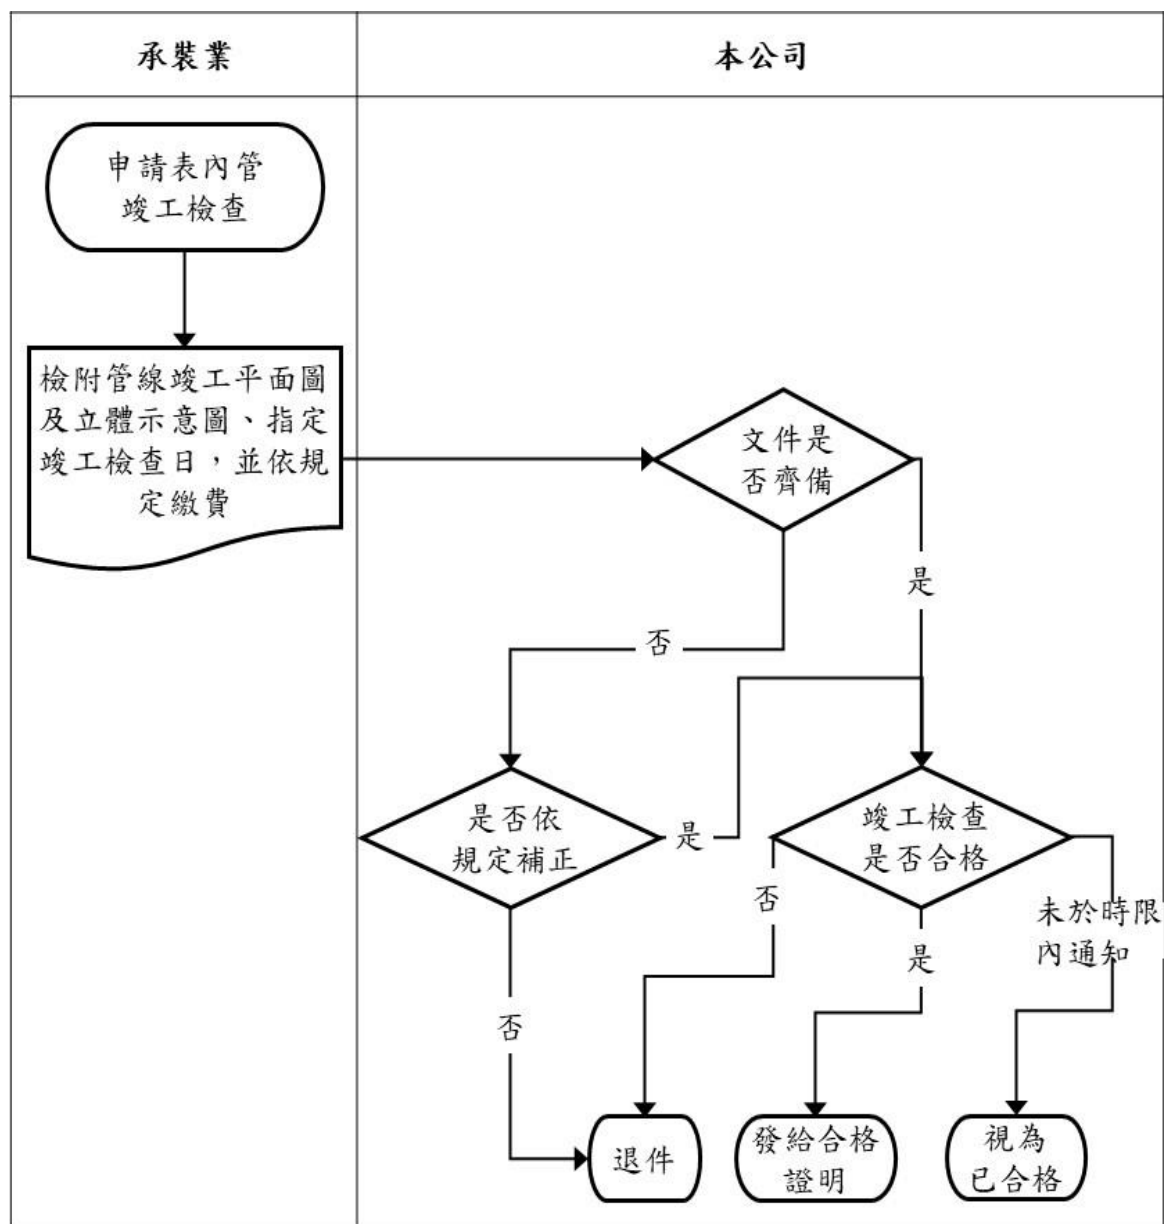 承裝業
本公司
申請表內管
竣工檢查
檢附管線竣工平面圖
及立體示意圖、指定
竣工檢查日，並依規
定繳費
文件是
否齊備
是
否
是否依
規定補正
是
竣工檢查
是否合格
否
未於時限
內通知
是
否
退件
發給合格
證明
視為
已合格